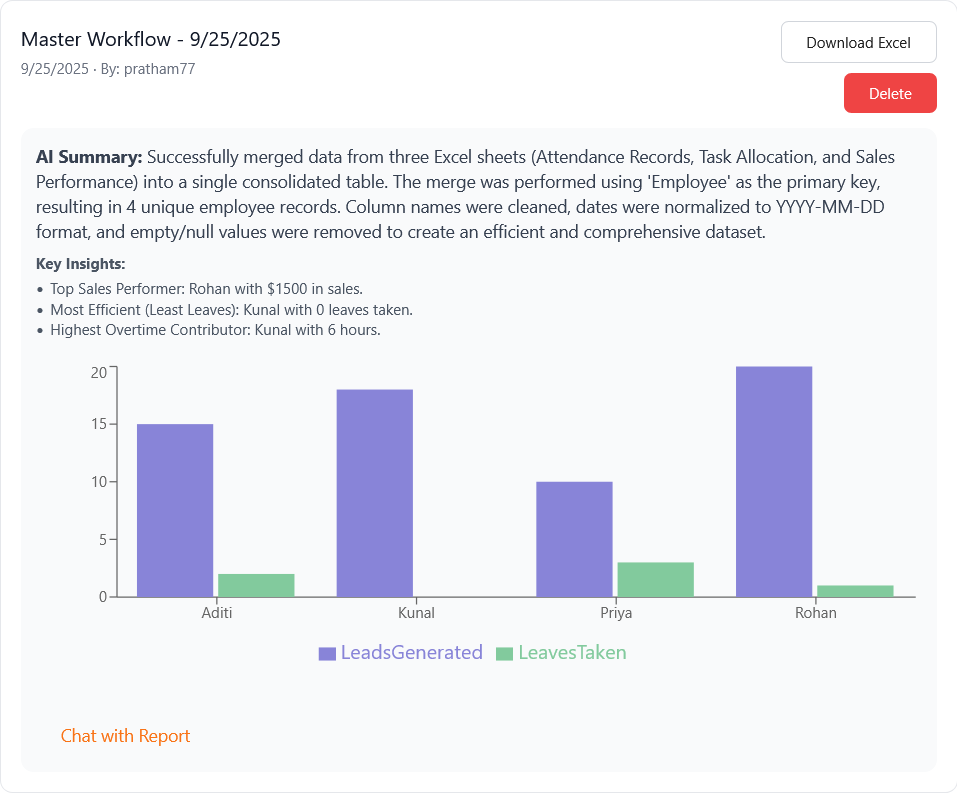 Master Workflow - 9/25/2025
Download Excel
9/25/2025 · By: pratham77
Delete
AI Summary: Successfully merged data from three Excel sheets (Attendance Records, Task Allocation, and Sales
Performance) into a single consolidated table. The merge was performed using 'Employee' as the primary key,
resulting in 4 unique employee records. Column names were cleaned, dates were normalized to YYYY-MM-DD
format, and empty/null values were removed to create an efficient and comprehensive dataset.
Key Insights:
• Top Sales Performer: Rohan with $1500 in sales.
• Most Efficient (Least Leaves): Kunal with 0 leaves taken.
• Highest Overtime Contributor: Kunal with 6 hours.
20
15
10
5
0
Aditi Kunal Priya Rohan
LeadsGenerated LeavesTaken
Chat with Report